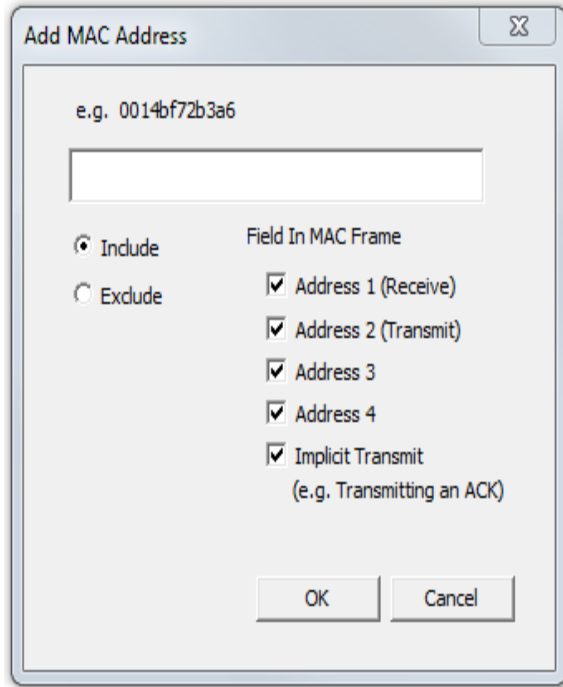 Add MAC Address
e.g. 0014bf72b3a6
Include
Exclude
Field In MAC Frame
Address 1 (Receive)
Address 2 (Transmit)
Address 3
Address 4
Implicit Transmit
(e.g. Transmitting an ACK)
OK
Cancel